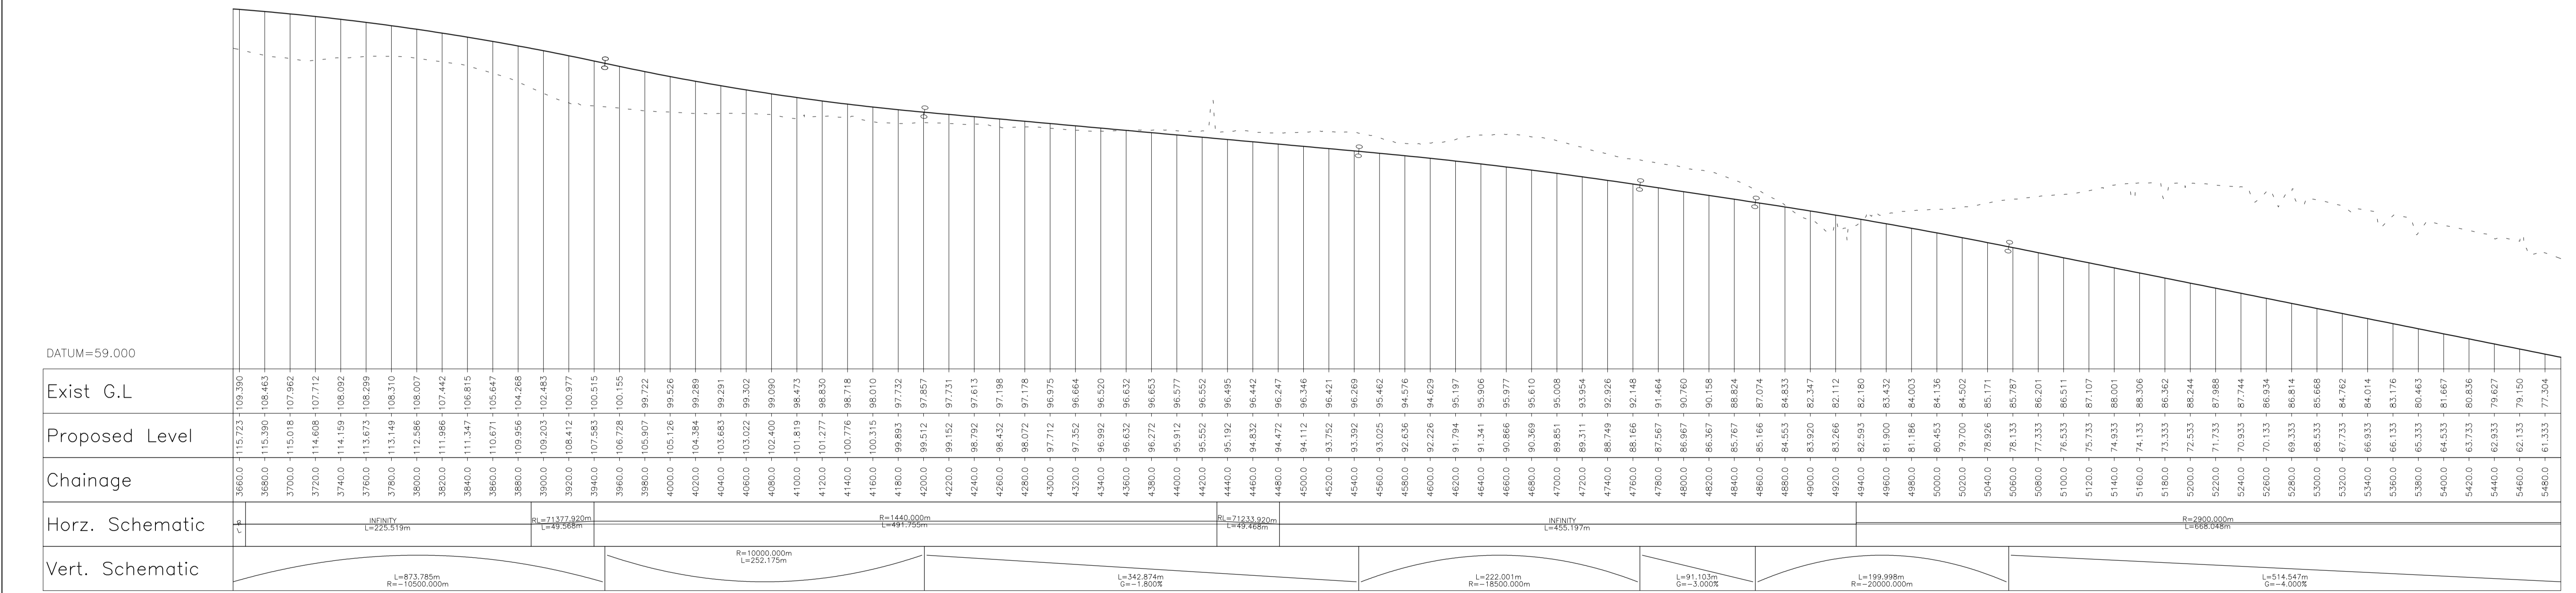 DATUM=59.000
Exist G.L 109.390 108.463 107.962 107.712 108.092 108.299 108.310 108.007 107.442 106.815 105.647 104.268 102.483 100.977 100.515 100.155 99.722 99.526 99.289 99.291 99.302 99.090 98.473 98.830 98.718 98.010 97.732 97.857 97.731 97.613 97.198 97.178 96.975 96.664 96.520 96.632 96.653 96.577 96.552 96.495 96.442 96.247 96.346 96.421 96.269 95.462 94.576 94.629 95.197 95.906 95.977 95.610 95.008 93.954 92.926 92.148 91.464 90.760 90.158 88.824 87.074 84.833 82.347 82.112 82.180 83.432 84.003 84.136 84.502 85.171 85.787 86.201 86.511 87.107 88.001 88.306 86.362 88.244 87.988 87.744 86.934 86.814 85.668 84.762 84.014 83.176 80.463 81.667 80.836 79.627 79.150 77.304
Proposed Level 115.723 115.390 115.018 114.608 114.159 113.673 113.149 112.586 111.986 111.347 110.671 109.956 109.203 108.412 107.583 106.728 105.907 105.126 104.384 103.683 103.022 102.400 101.819 101.277 100.776 100.315 99.893 99.512 99.152 98.792 98.432 98.072 97.712 97.352 96.992 96.632 96.272 95.912 95.552 95.192 94.832 94.472 94.112 93.752 93.392 93.025 92.636 92.226 91.794 91.341 90.866 90.369 89.851 89.311 88.749 88.166 87.567 86.967 86.367 85.767 85.166 84.553 83.920 83.266 82.593 81.900 81.186 80.453 79.700 78.926 78.133 77.333 76.533 75.733 74.933 74.133 73.333 72.533 71.733 70.933 70.133 69.333 68.533 67.733 66.933 66.133 65.333 64.533 63.733 62.933 62.133 61.333
Chainage 3660.0 3680.0 3700.0 3720.0 3740.0 3760.0 3780.0 3800.0 3820.0 3840.0 3860.0 3880.0 3900.0 3920.0 3940.0 3960.0 3980.0 4000.0 4020.0 4040.0 4060.0 4080.0 4100.0 4120.0 4140.0 4160.0 4180.0 4200.0 4220.0 4240.0 4260.0 4280.0 4300.0 4320.0 4340.0 4360.0 4380.0 4400.0 4420.0 4440.0 4460.0 4480.0 4500.0 4520.0 4540.0 4560.0 4580.0 4600.0 4620.0 4640.0 4660.0 4680.0 4700.0 4720.0 4740.0 4760.0 4780.0 4800.0 4820.0 4840.0 4860.0 4880.0 4900.0 4920.0 4940.0 4960.0 4980.0 5000.0 5020.0 5040.0 5060.0 5080.0 5100.0 5120.0 5140.0 5160.0 5180.0 5200.0 5220.0 5240.0 5260.0 5280.0 5300.0 5320.0 5340.0 5360.0 5380.0 5400.0 5420.0 5440.0 5460.0 5480.0
Horz. Schematic
INFINITY
L=225.519m
RL=71377.920m
L=49.568m
R=1440.000m
L=491.755m
RL=71233.920m
L=49.468m
INFINITY
L=455.197m
R=2900.000m
L=668.048m
Vert. Schematic
L=873.785m
R=-10500.000m
R=10000.000m
L=252.175m
L=342.874m
G=-1.800%
L=222.001m
R=-18500.000m
L=91.103m
G=-3.000%
L=199.998m
R=-20000.000m
L=514.547m
G=-4.000%